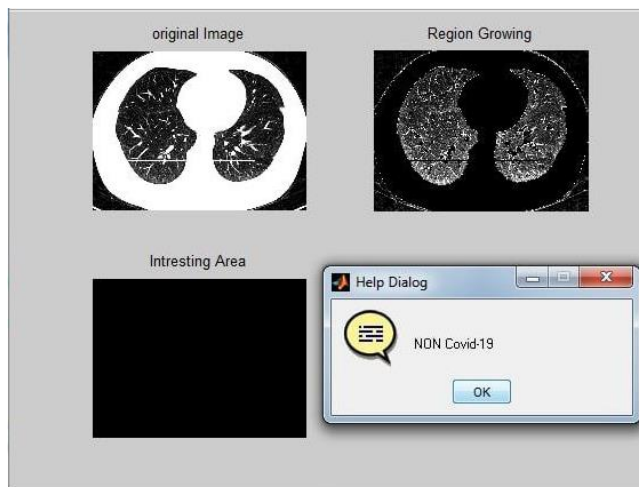 original Image
Region Growing
Intresting Area
Help Dialog
NON Covid-19
OK